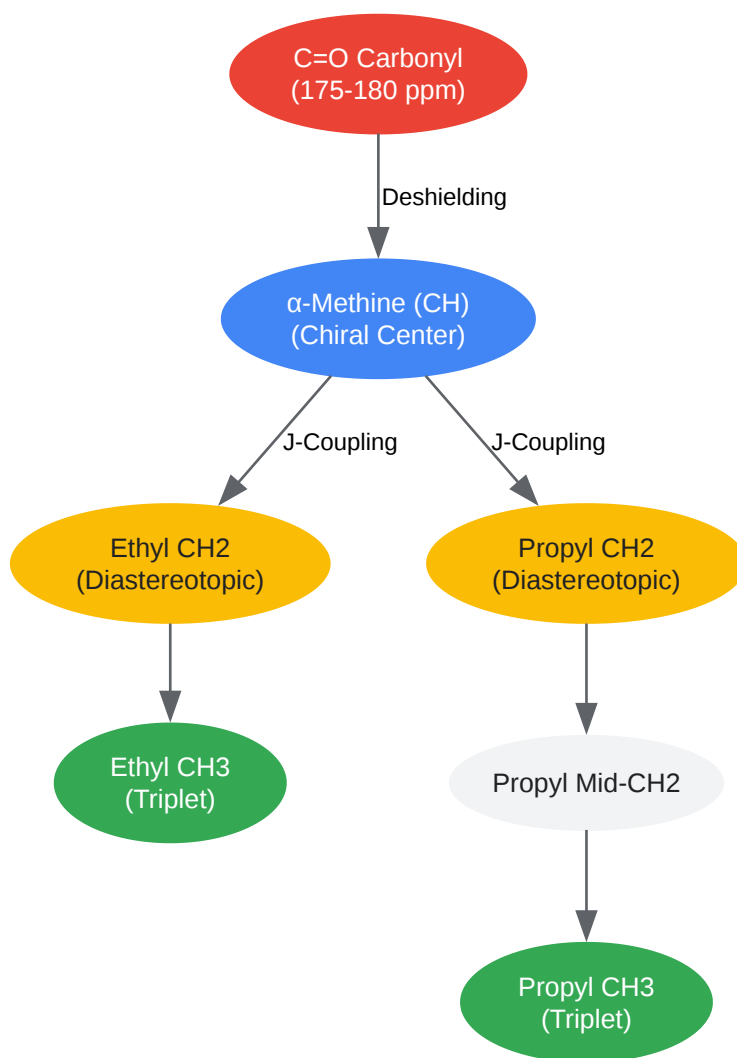 C=O Carbonyl
(175-180 ppm)
Deshielding
α-Methine (CH)
(Chiral Center)
J-Coupling
J-Coupling
Ethyl CH2
(Diastereotopic)
Propyl CH2
(Diastereotopic)
Ethyl CH3
(Triplet)
Propyl Mid-CH2
Propyl CH3
(Triplet)